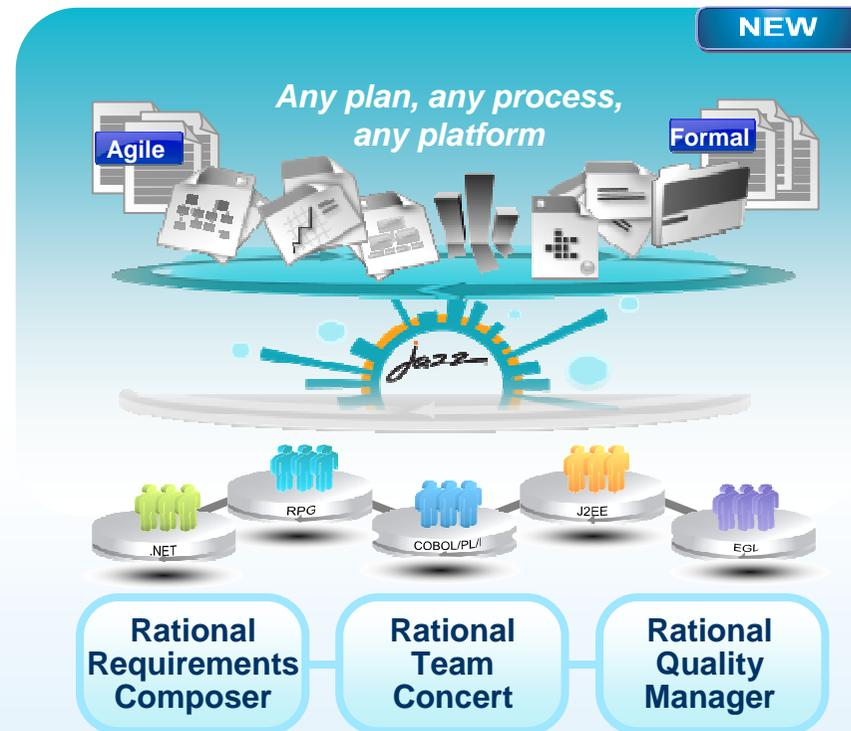 NEW
Any plan, any process,
any platform
Agile
Formal
jazz
.NET
RPG
COBOL/PL/I
J2EE
EGL
Rational
Requirements
Composer
Rational
Team
Concert
Rational
Quality
Manager